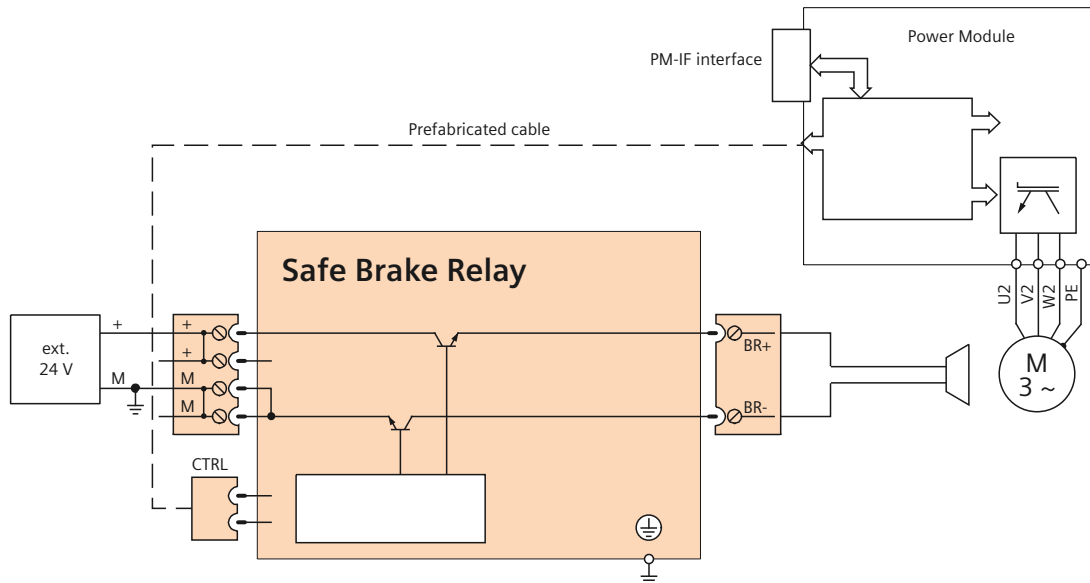 Power Module
PM-IF interface
Prefabricated cable
Safe Brake Relay
ext.
24 V
+
M
+
+
M
M
CTRL
BR+
BR-
U2
V2
W2
PE
M
3 ~